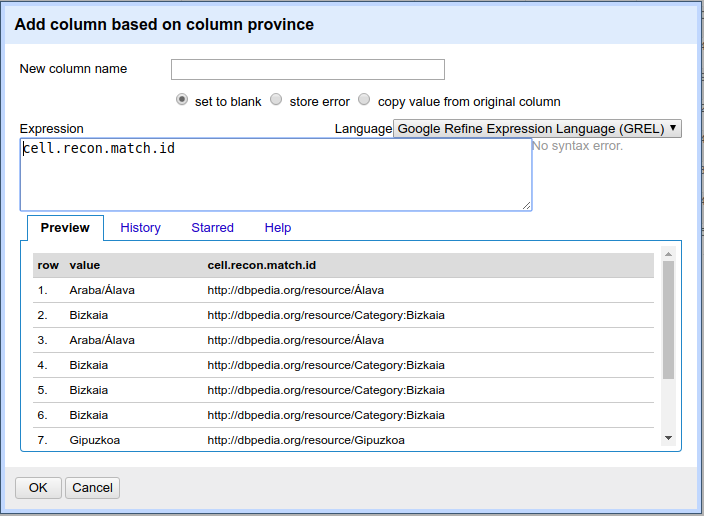 Add column based on column province
New column name
set to blank store error copy value from original column
Expression Language Google Refine Expression Language (GREL)
cell.recon.match.id No syntax error.
Preview History Starred Help
row value cell.recon.match.id
1. Araba/Álava http://dbpedia.org/resource/Álava
2. Bizkaia http://dbpedia.org/resource/Category:Bizkaia
3. Araba/Álava http://dbpedia.org/resource/Álava
4. Bizkaia http://dbpedia.org/resource/Category:Bizkaia
5. Bizkaia http://dbpedia.org/resource/Category:Bizkaia
6. Bizkaia http://dbpedia.org/resource/Category:Bizkaia
7. Gipuzkoa http://dbpedia.org/resource/Gipuzkoa
OK Cancel